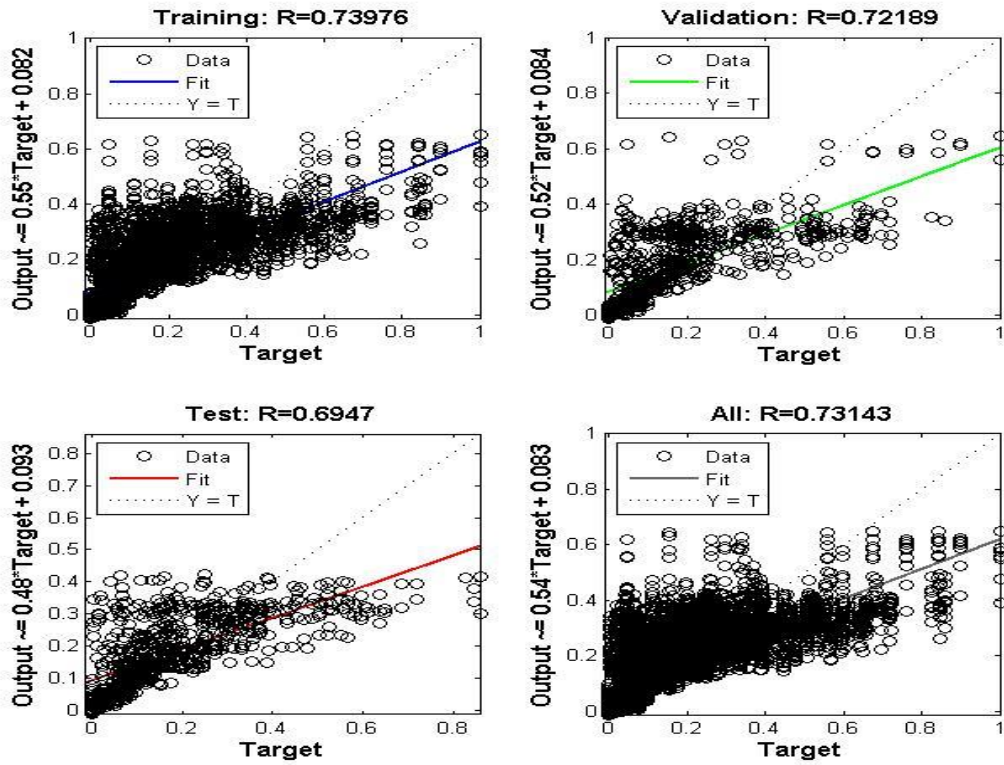 Training: R=0.73976
Output ~= 0.55*Target + 0.082
1
0.8
0.6
0.4
0.2
0
Data
Fit
Y = T
0 0.2 0.4 0.6 0.8 1
Target
Validation: R=0.72189
Output ~= 0.52*Target + 0.084
1
0.8
0.6
0.4
0.2
0
Data
Fit
Y = T
0 0.2 0.4 0.6 0.8 1
Target
Test: R=0.6947
Output ~= 0.48*Target + 0.093
0.8
0.7
0.6
0.5
0.4
0.3
0.2
0.1
0
Data
Fit
Y = T
0 0.2 0.4 0.6 0.8
Target
All: R=0.73143
Output ~= 0.54*Target + 0.083
1
0.8
0.6
0.4
0.2
0
Data
Fit
Y = T
0 0.2 0.4 0.6 0.8 1
Target